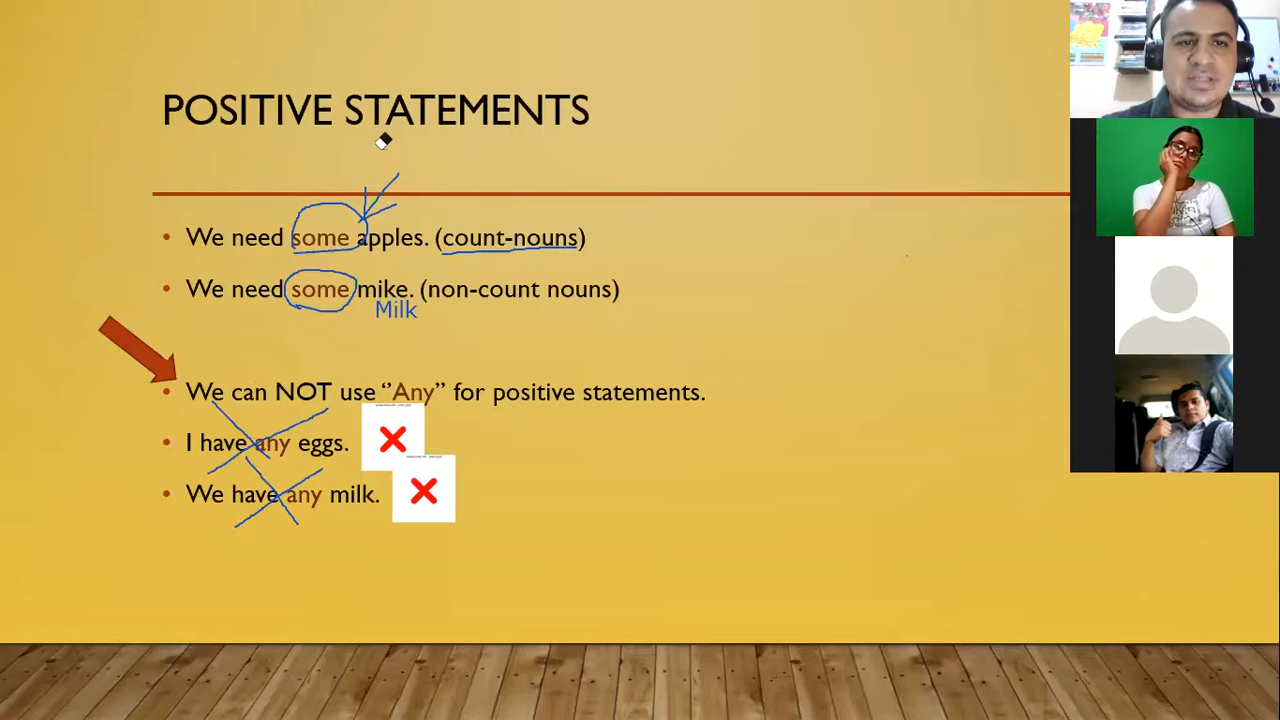 POSITIVE STATEMENTS
• We need some apples. (count-nouns)
• We need some mike. (non-count nouns)
Milk
• We can NOT use “Any” for positive statements.
• I have any eggs.
• We have any milk.